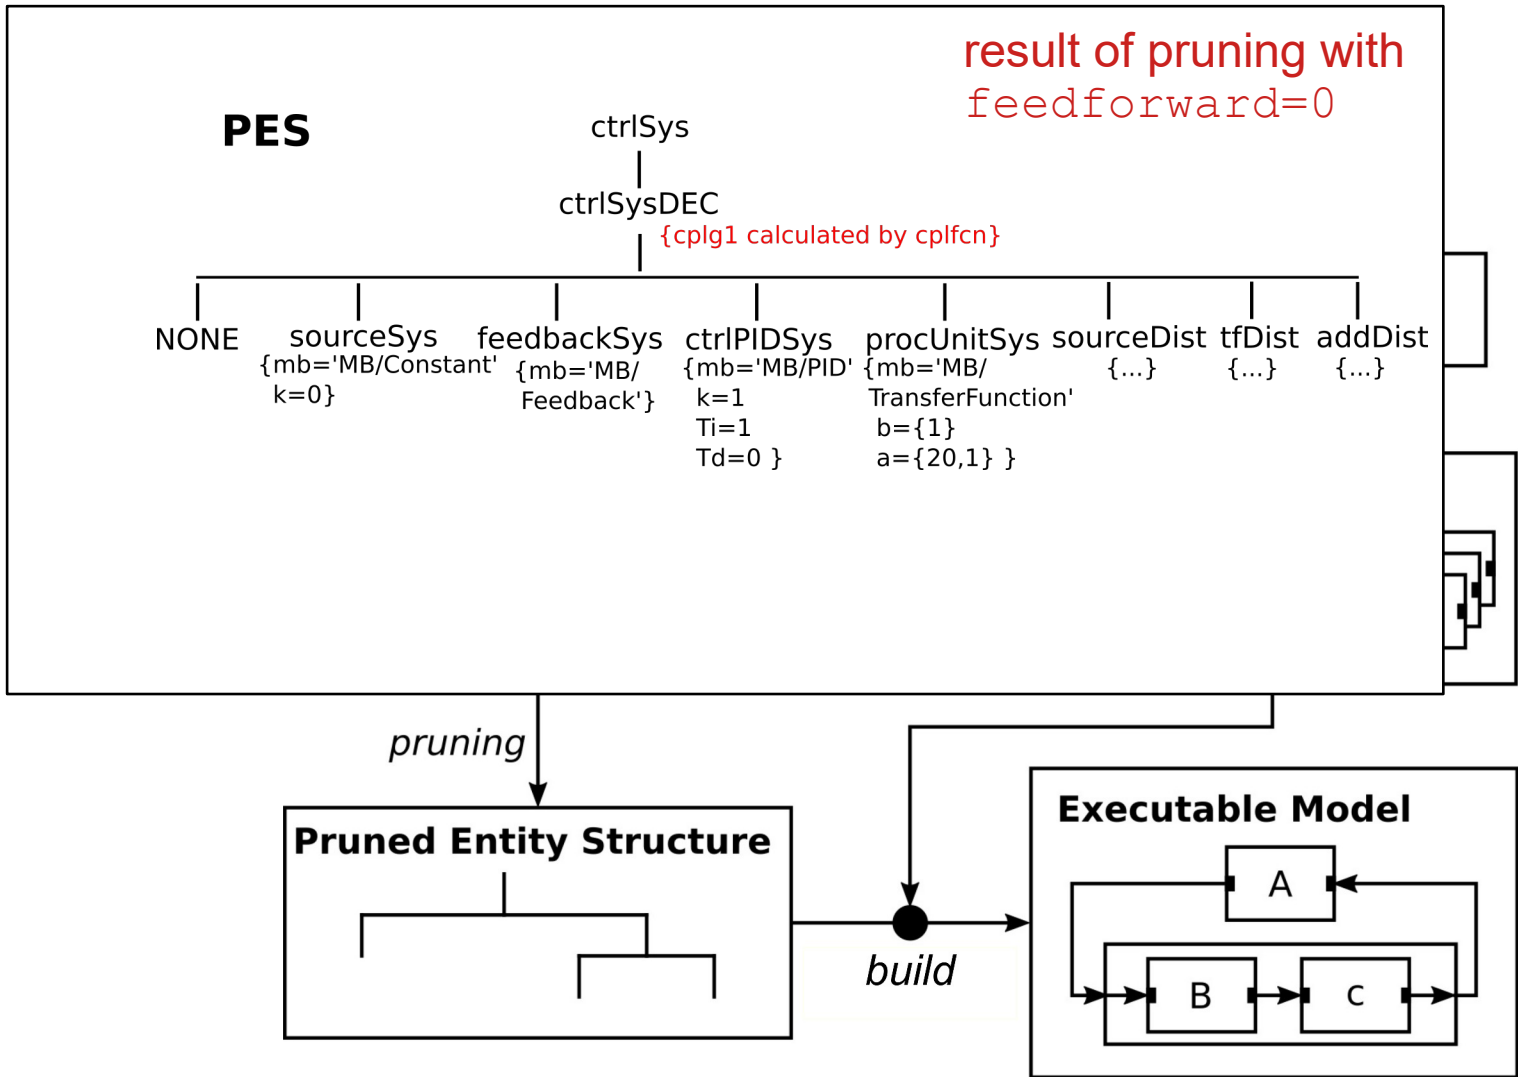 result of pruning with
feedforward=0
PES
ctrlSys
ctrlSysDEC
{cplg1 calculated by cplfcn}
NONE
sourceSys
{mb='MB/Constant'
k=0}
feedbackSys
{mb='MB/
Feedback'}
ctrlPIDSys
{mb='MB/PID'
k=1
Ti=1
Td=0 }
procUnitSys
{mb='MB/
TransferFunction'
b={1}
a={20,1} }
sourceDist
{...}
tfDist
{...}
addDist
{...}
pruning
Pruned Entity Structure
build
Executable Model
A
B
c